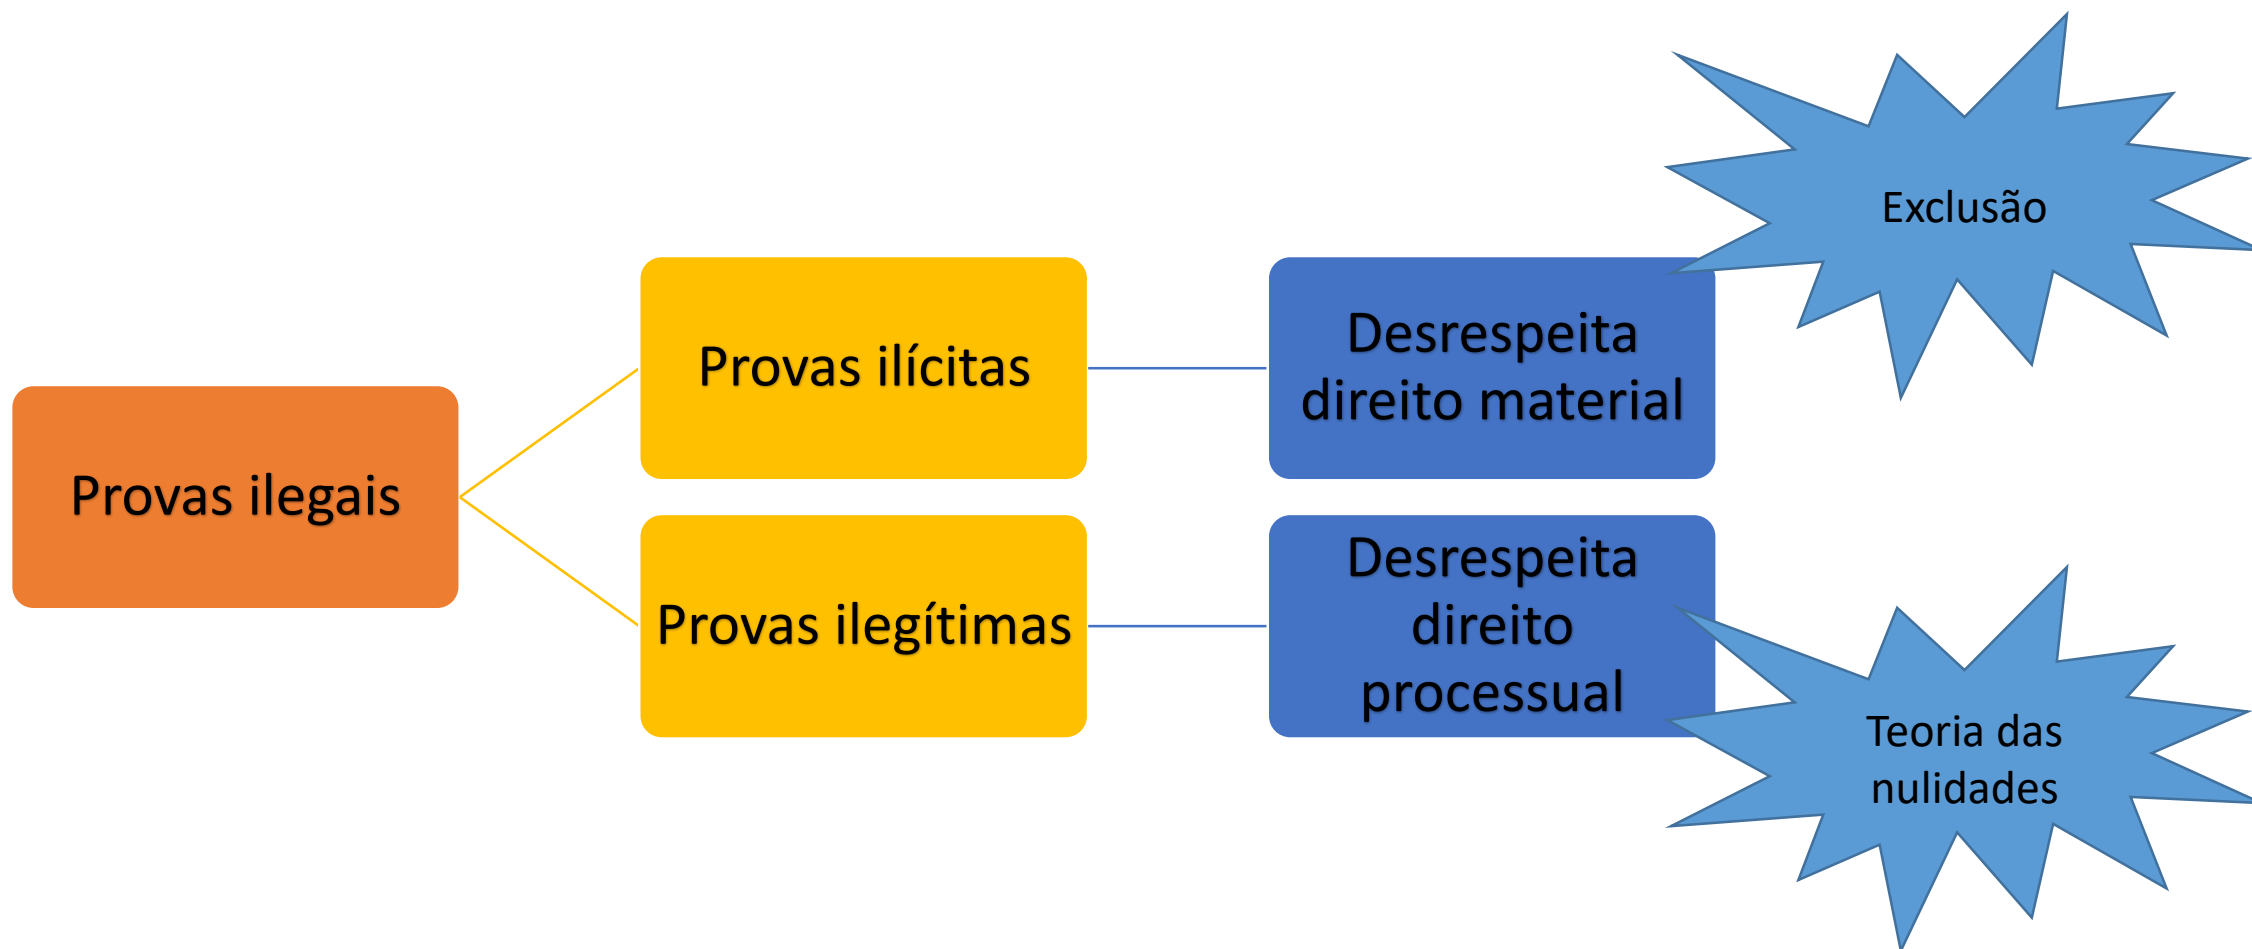 Provas ilegais
Provas ilícitas
Desrespeita
direito material
Exclusão
Provas ilegítimas
Desrespeita
direito
processual
Teoria das
nulidades